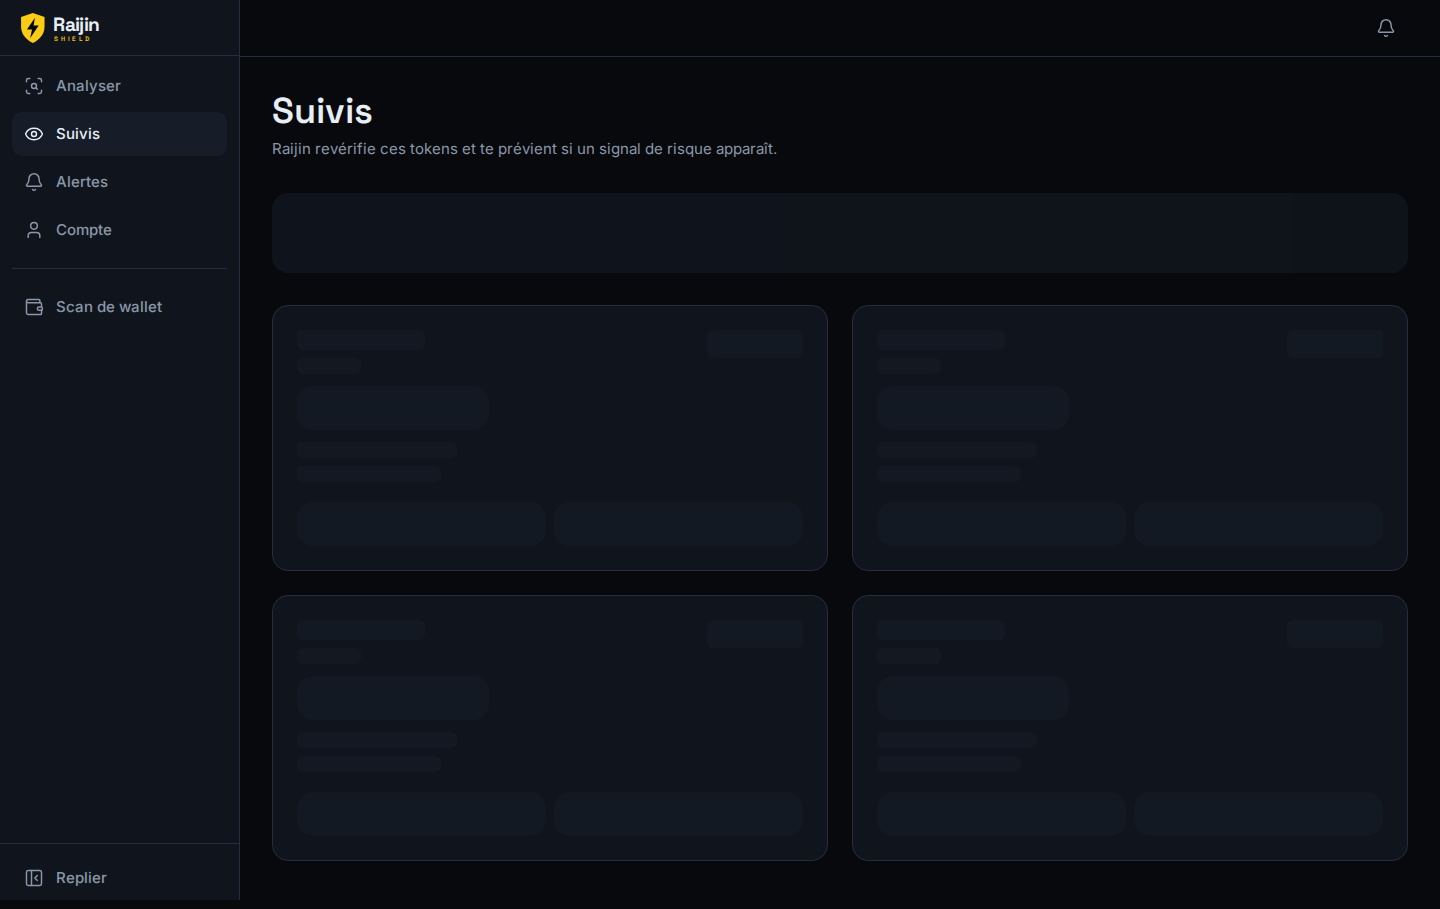 Raijin
SHIELD
Analyser
Suivis
Alertes
Compte
Scan de wallet
Replier
Suivis
Raijin revérifie ces tokens et te prévient si un signal de risque apparaît.